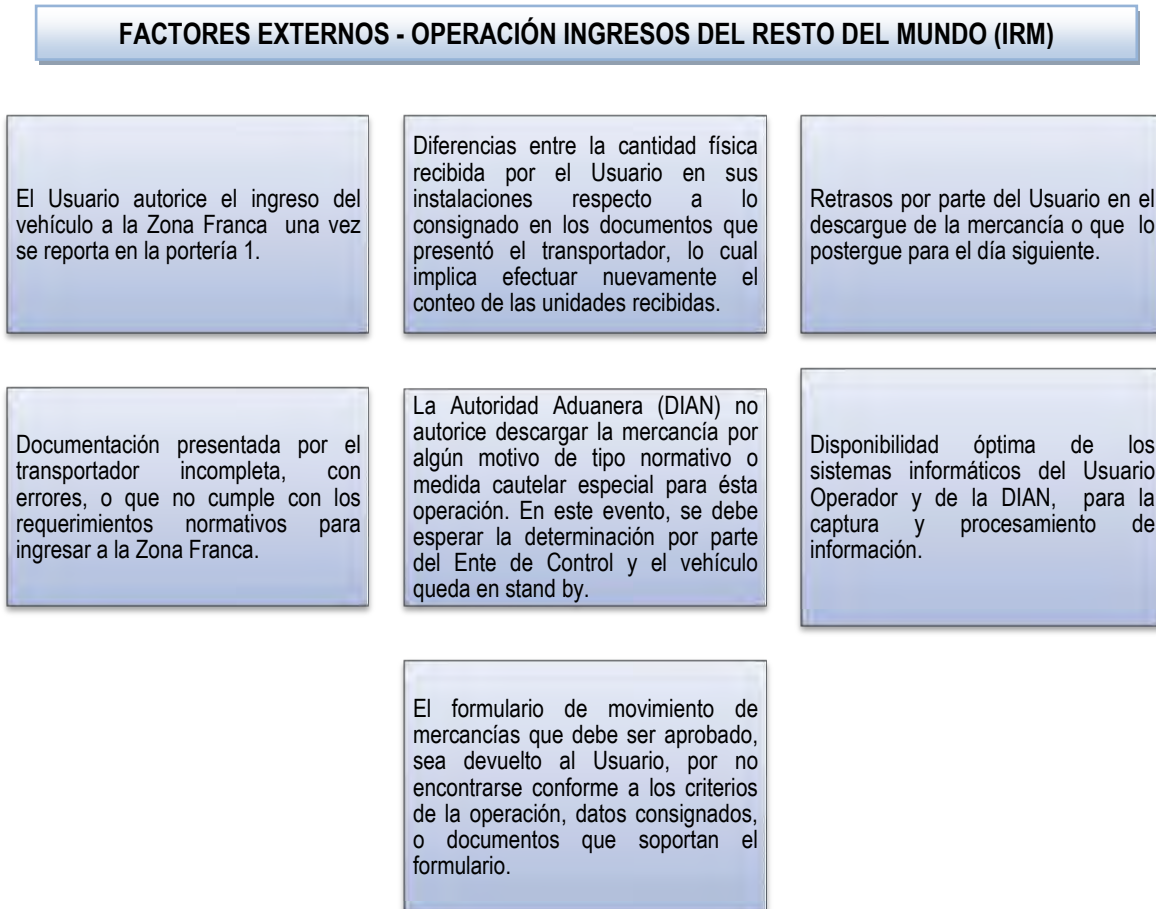 FACTORES EXTERNOS - OPERACIÓN INGRESOS DEL RESTO DEL MUNDO (IRM)
El Usuario autorice el ingreso del
vehículo a la Zona Franca una vez
se reporta en la portería 1.
Diferencias entre la cantidad física
recibida por el Usuario en sus
instalaciones respecto a lo
consignado en los documentos que
presentó el transportador, lo cual
implica efectuar nuevamente el
conteo de las unidades recibidas.
Retrasos por parte del Usuario en el
descargue de la mercancía o que lo
postergue para el día siguiente.
Documentación presentada por el
transportador incompleta, con
errores, o que no cumple con los
requerimientos normativos para
ingresar a la Zona Franca.
La Autoridad Aduanera (DIAN) no
autorice descargar la mercancía por
algún motivo de tipo normativo o
medida cautelar especial para ésta
operación. En este evento, se debe
esperar la determinación por parte
del Ente de Control y el vehículo
queda en stand by.
Disponibilidad óptima de los
sistemas informáticos del Usuario
Operador y de la DIAN, para la
captura y procesamiento de
información.
El formulario de movimiento de
mercancías que debe ser aprobado,
sea devuelto al Usuario, por no
encontrarse conforme a los criterios
de la operación, datos consignados,
o documentos que soportan el
formulario.